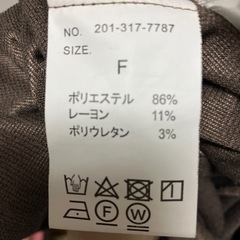 NO. 201-317-7787
SIZE.
F
ポリエステル 86%
レーヨン 11%
ポリウレタン 3%
F W